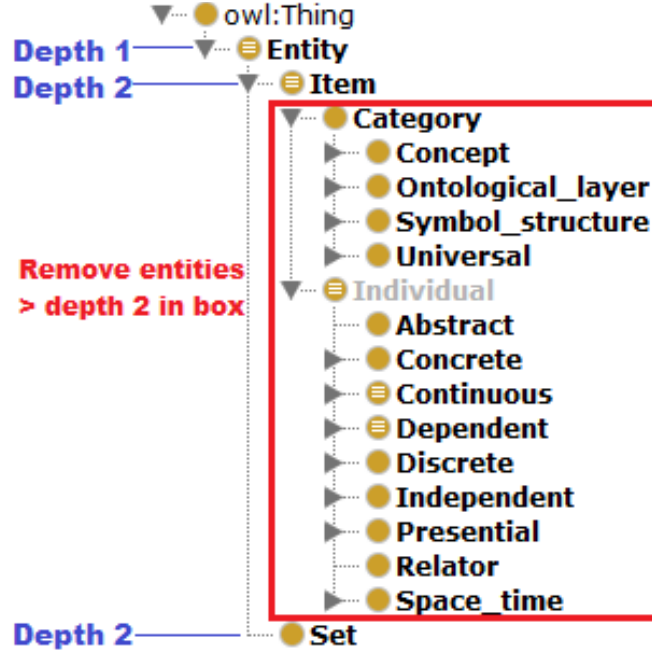 owl:Thing
Depth 1 Entity
Depth 2 Item
Category
Concept
Ontological_layer
Symbol_structure
Universal
Remove entities
> depth 2 in box
Individual
Abstract
Concrete
Continuous
Dependent
Discrete
Independent
Presential
Relator
Space_time
Depth 2 Set